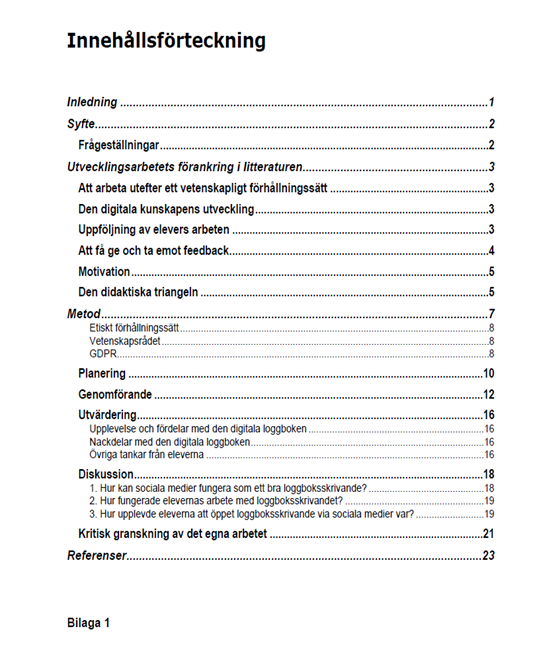 Innehållsförteckning
Inledning ... 1
Syfte ... 2
Frågeställningar ... 2
Utvecklingsarbetets förankring i litteraturen ... 3
Att arbeta utefter ett vetenskapligt förhållningssätt ... 3
Den digitala kunskapens utveckling ... 3
Uppföljning av elevers arbeten ... 3
Att få ge och ta emot feedback ... 4
Motivation ... 5
Den didaktiska triangeln ... 5
Metod ... 7
Etiskt förhållningssätt ... 8
Vetenskapsrådet ... 8
GDPR ... 8
Planering ... 10
Genomförande ... 12
Utvärdering ... 16
Upplevelse och fördelar med den digitala loggboken ... 16
Nackdelar med den digitala loggboken ... 16
Övriga tankar från eleverna ... 16
Diskussion ... 18
1. Hur kan sociala medier fungera som ett bra loggboksskrivande? ... 18
2. Hur fungerade elevernas arbete med loggboksskrivandet? ... 19
3. Hur upplevde eleverna att öppet loggboksskrivande via sociala medier var? ... 19
Kritisk granskning av det egna arbetet ... 21
Referenser ... 23
Bilaga 1